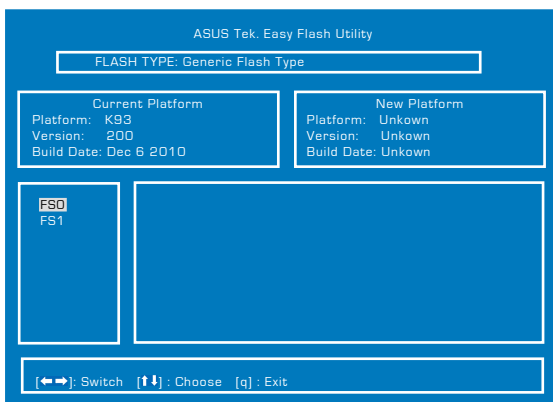 ASUS Tek. Easy Flash Utility
FLASH TYPE: Generic Flash Type
Current Platform
Platform: K93
Version: 200
Build Date: Dec 6 2010
New Platform
Platform: Unkown
Version: Unkown
Build Date: Unkown
FS0
FS1
[⬅➡]: Switch [⬆⬇] : Choose [q] : Exit